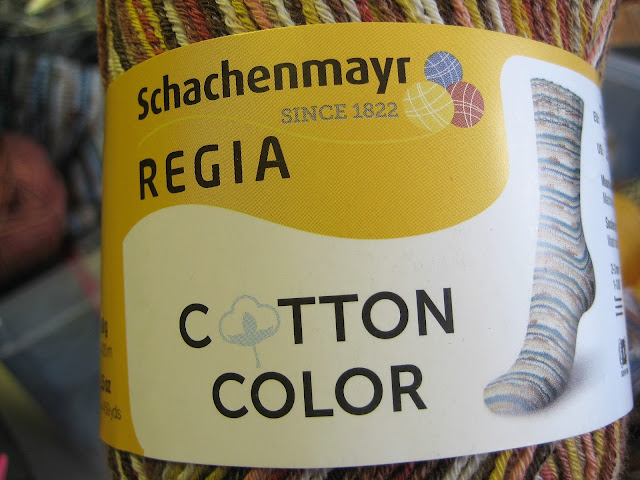 Schachenmayr
SINCE 1822
REGIA
COTTON
COLOR